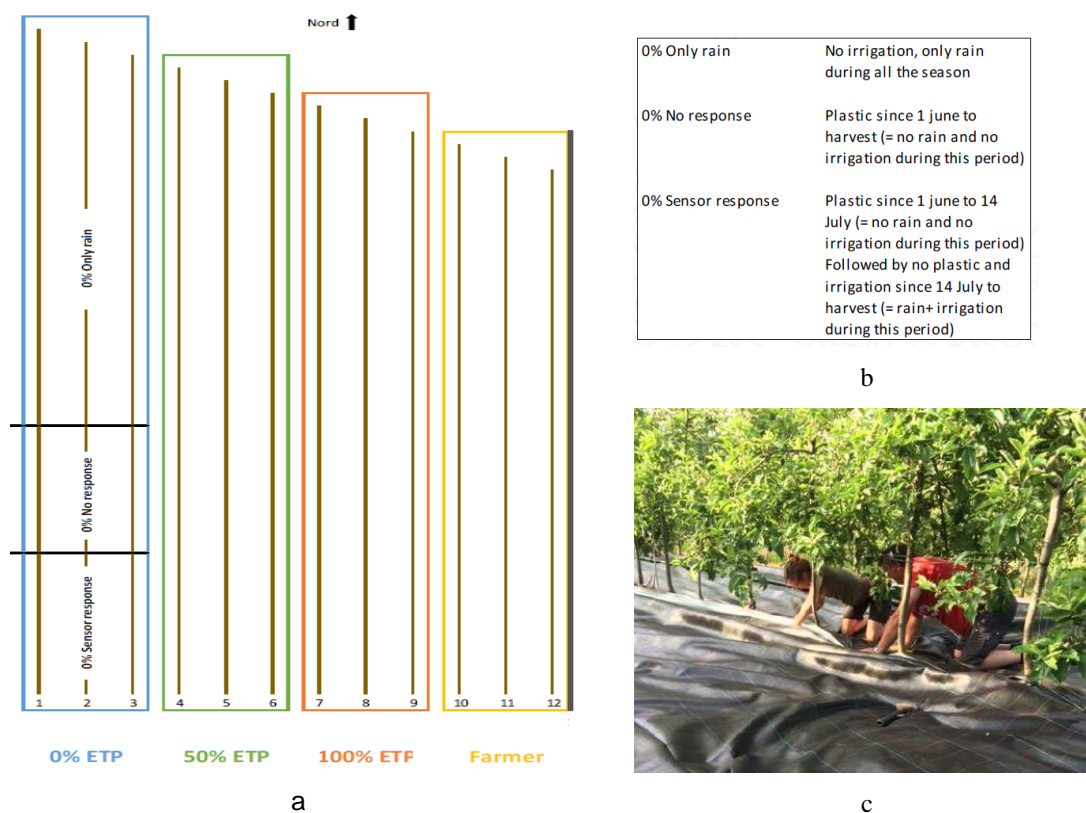 Nord
0% Only rain
0% No response
0% Sensor response
1 2 3 4 5 6 7 8 9 10 11 12
0% ETP 50% ETP 100% ETP Farmer
a
0% Only rain No irrigation, only rain
during all the season
0% No response Plastic since 1 june to
harvest (= no rain and no
irrigation during this period)
0% Sensor response Plastic since 1 june to 14
July (= no rain and no
irrigation during this period)
Followed by no plastic and
irrigation since 14 July to
harvest (= rain+ irrigation
during this period)
b
c